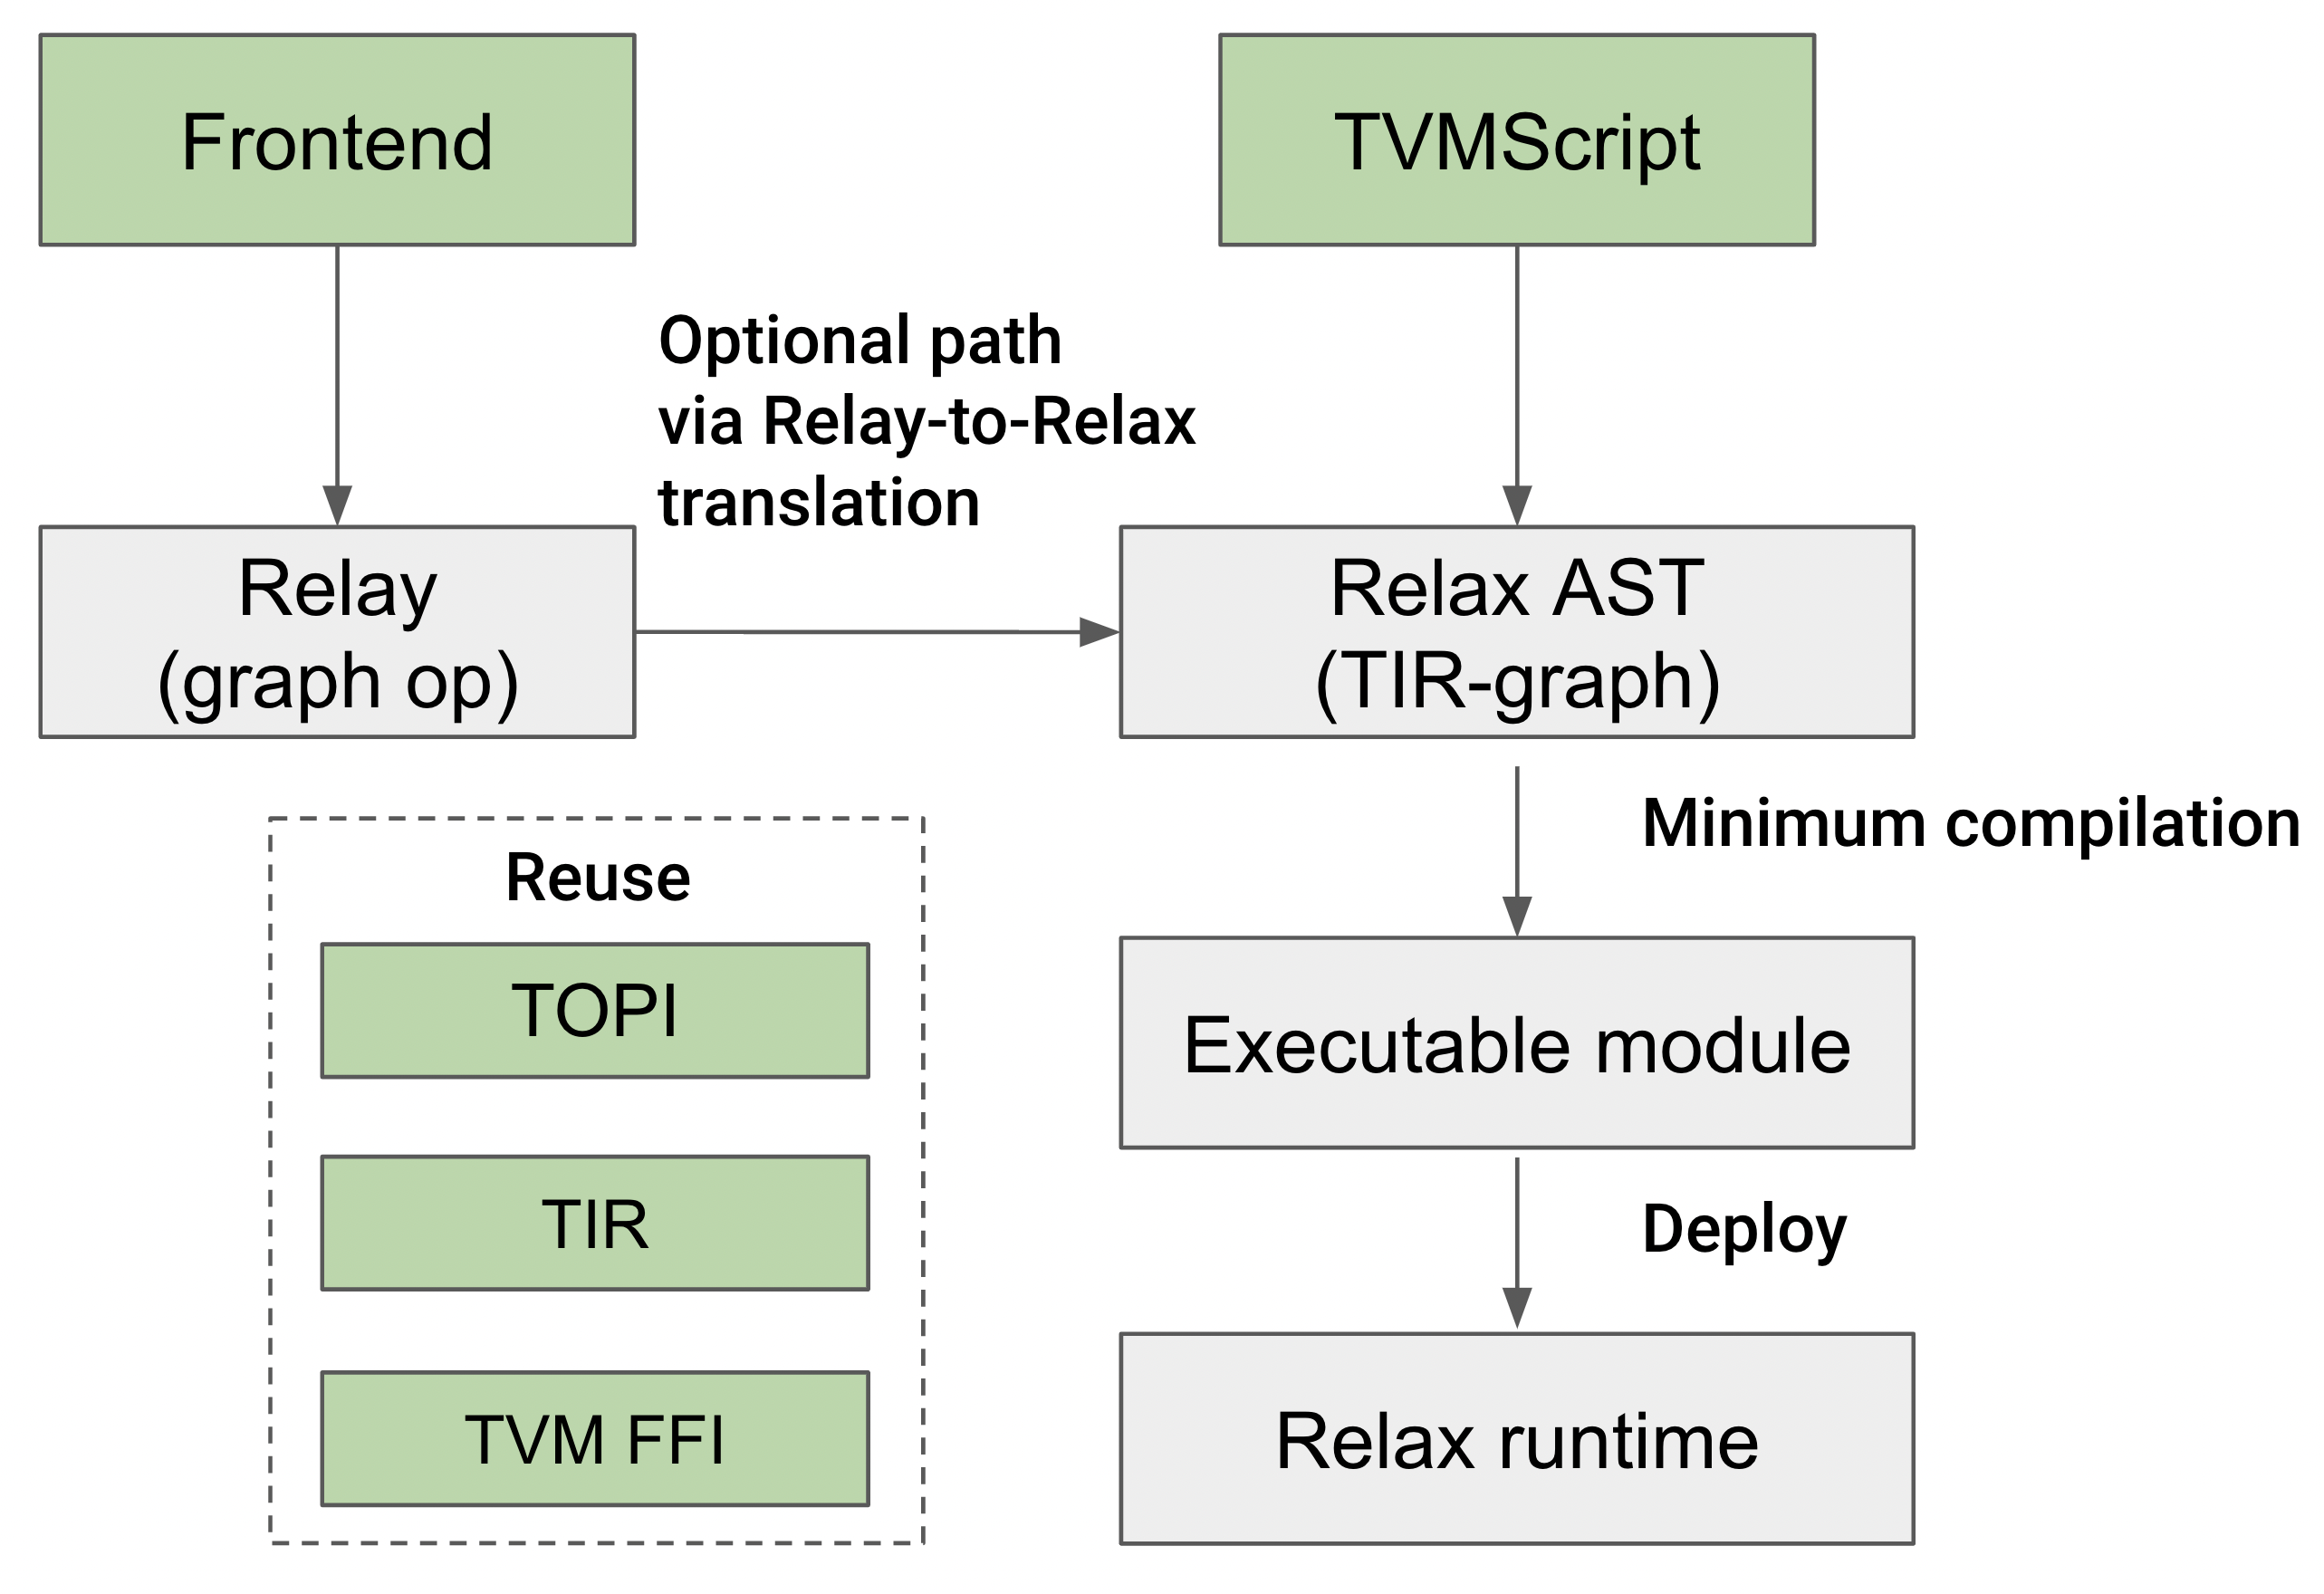 Frontend
TVMScript
Optional path
via Relay-to-Relax
translation
Relay
(graph op)
Relax AST
(TIR-graph)
Minimum compilation
Reuse
TOPI
TIR
TVM FFI
Executable module
Deploy
Relax runtime